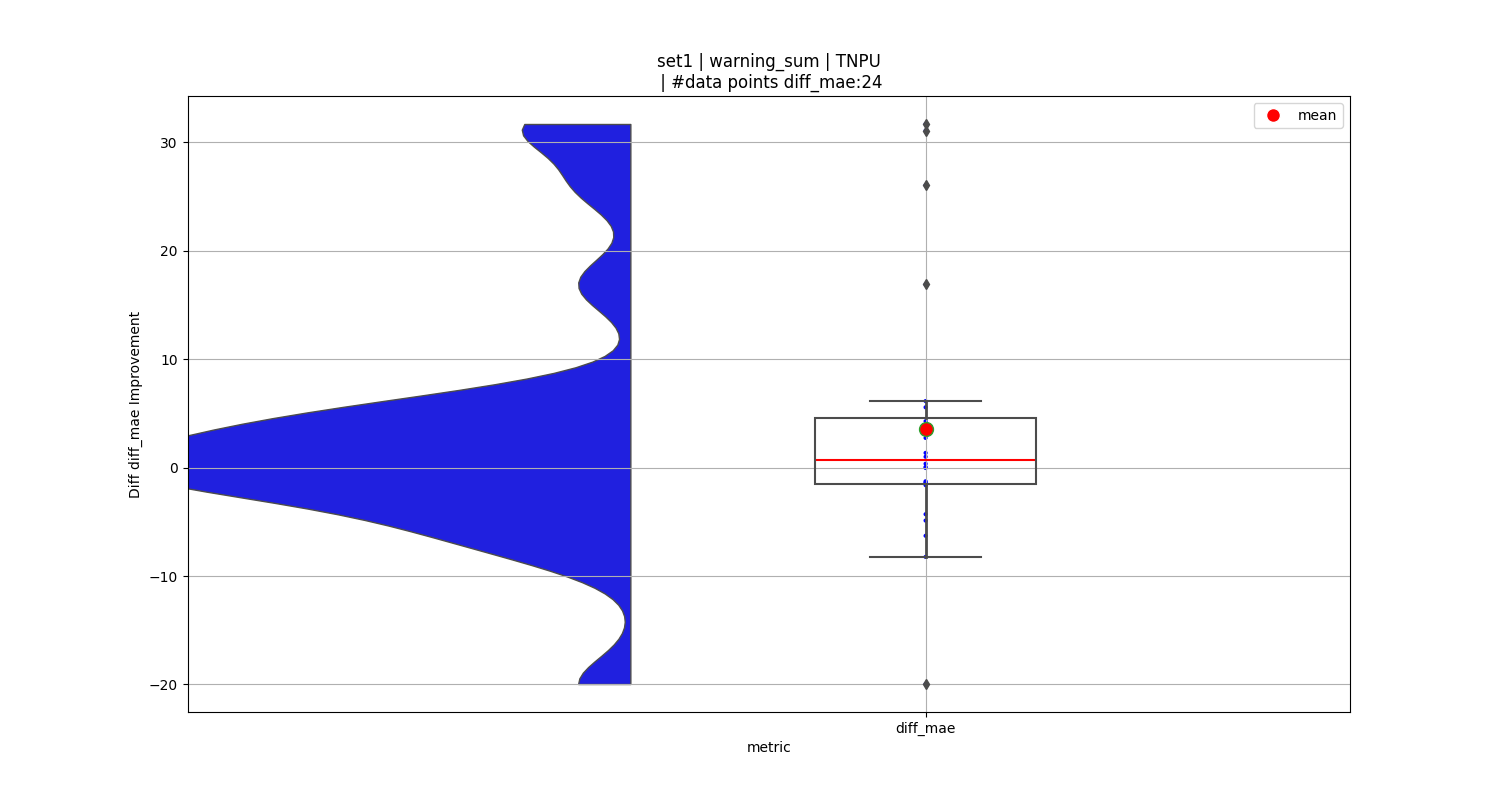 set1 | warning_sum | TNPU
| #data points diff_mae:24
mean
30
20
10
0
−10
−20
Diff diff_mae Improvement
diff_mae
metric